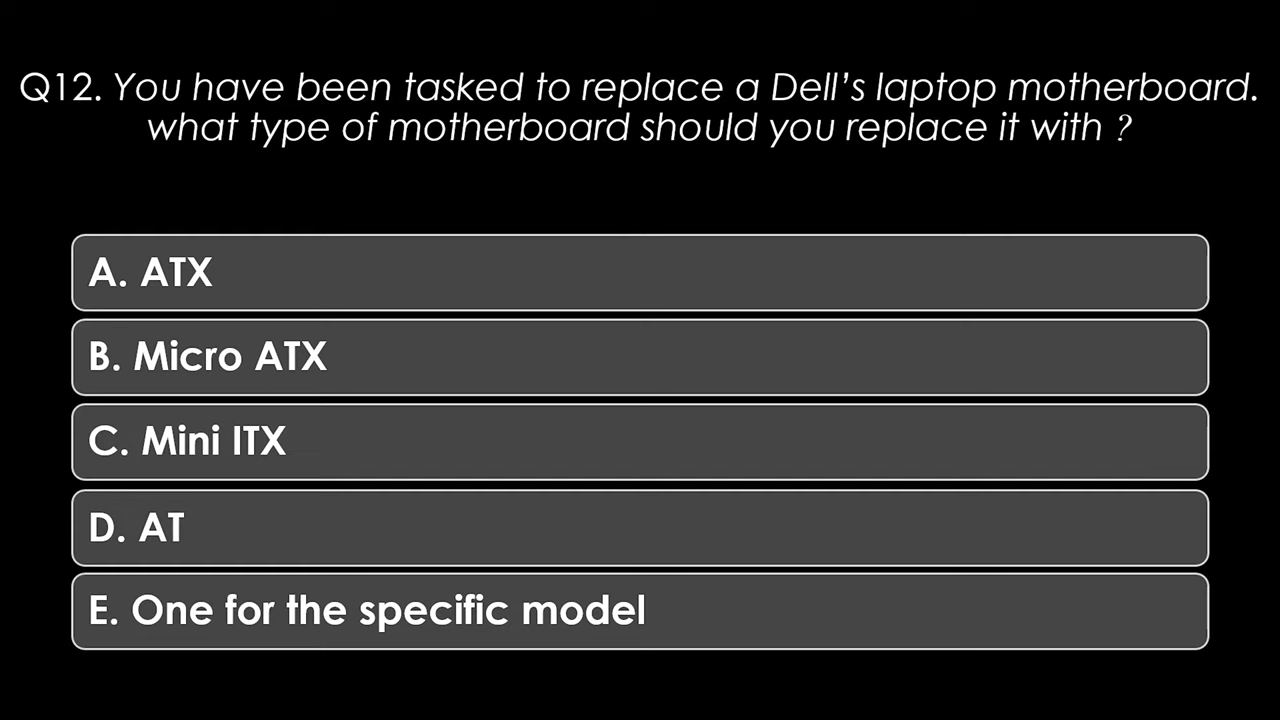 Q12. You have been tasked to replace a Dell’s laptop motherboard.
what type of motherboard should you replace it with ?
A. ATX
B. Micro ATX
C. Mini ITX
D. AT
E. One for the specific model